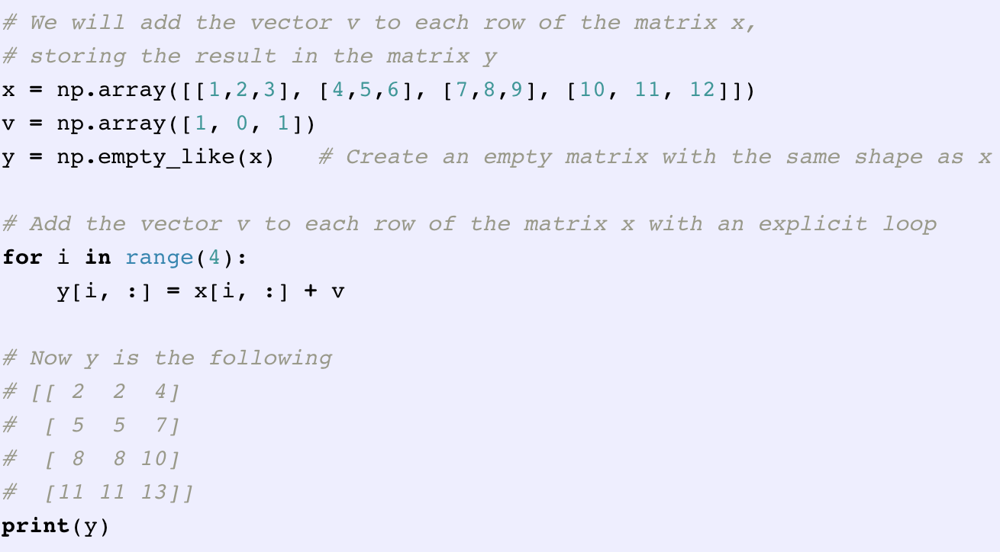 # We will add the vector v to each row of the matrix x,
# storing the result in the matrix y
x = np.array([[1,2,3], [4,5,6], [7,8,9], [10, 11, 12]])
v = np.array([1, 0, 1])
y = np.empty_like(x)   # Create an empty matrix with the same shape as x

# Add the vector v to each row of the matrix x with an explicit loop
for i in range(4):
    y[i, :] = x[i, :] + v

# Now y is the following
# [[ 2  2  4]
#  [ 5  5  7]
#  [ 8  8 10]
#  [11 11 13]]
print(y)